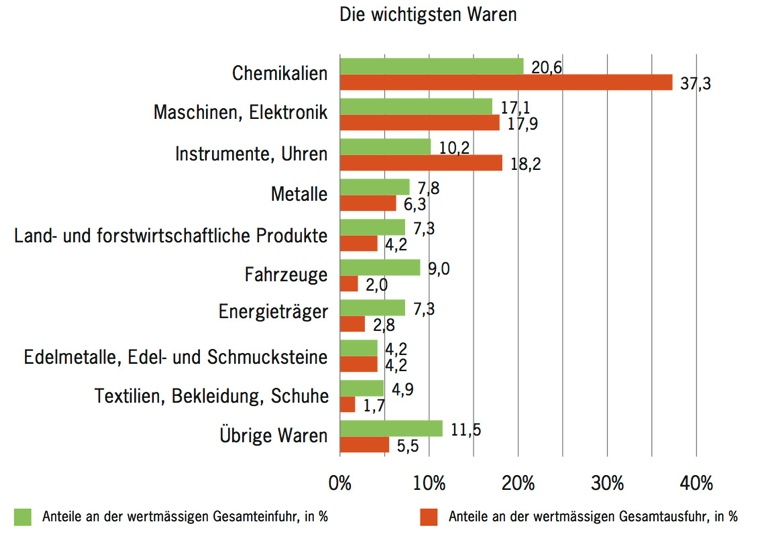 Die wichtigsten Waren
Chemikalien
20,6
37,3
Maschinen, Elektronik
17,1
17,9
Instrumente, Uhren
10,2
18,2
Metalle
7,8
6,3
Land- und forstwirtschaftliche Produkte
7,3
4,2
Fahrzeuge
9,0
2,0
Energieträger
7,3
2,8
Edelmetalle, Edel- und Schmucksteine
4,2
4,2
Textilien, Bekleidung, Schuhe
4,9
1,7
Übrige Waren
11,5
5,5
0% 10% 20% 30% 40%
Anteile an der wertmässigen Gesamteinfuhr, in % Anteile an der wertmässigen Gesamtausfuhr, in %